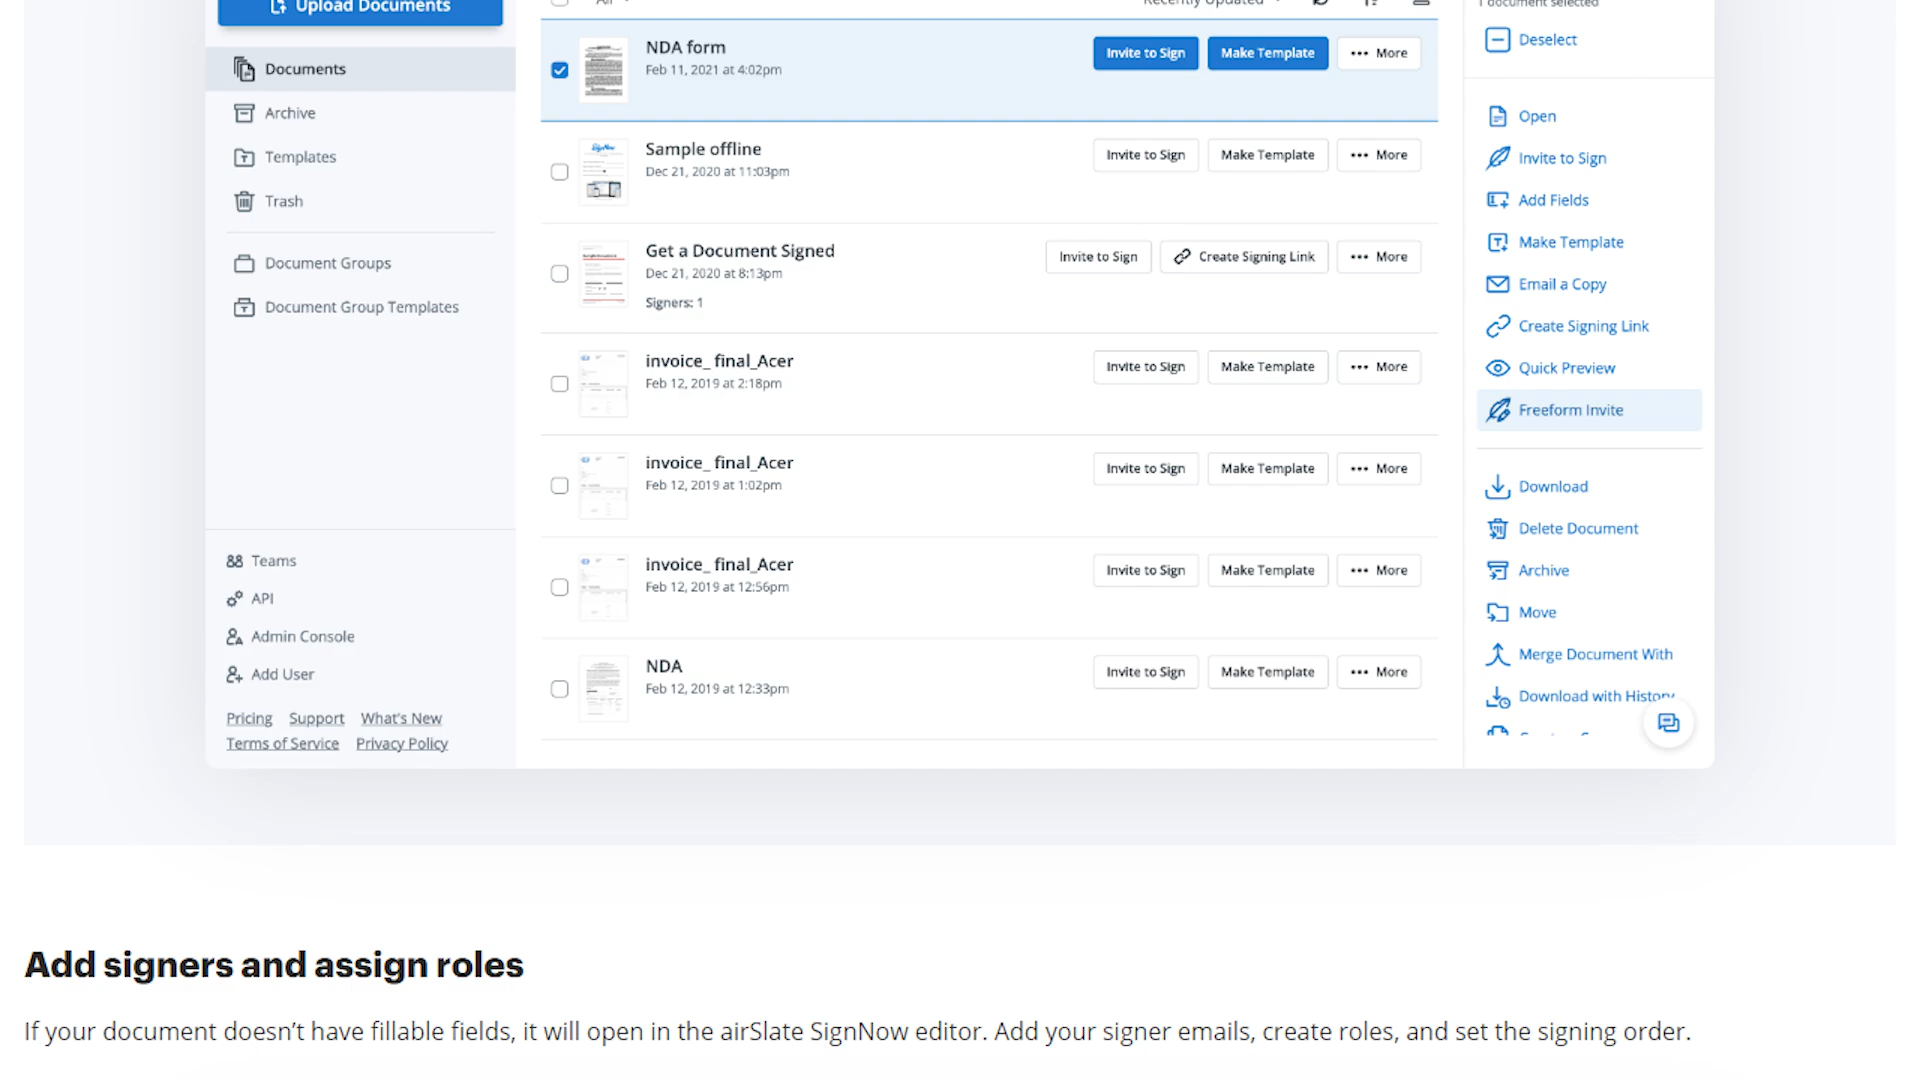 Upload Documents
Documents
Archive
Templates
Trash
Document Groups
Document Group Templates
Teams
API
Admin Console
Add User
Pricing Support What's New
Terms of Service Privacy Policy
All Recently Updated
NDA form
Feb 11, 2021 at 4:02pm
Invite to Sign Make Template ••• More
Sample offline
Dec 21, 2020 at 11:03pm
Invite to Sign Make Template ••• More
Get a Document Signed
Dec 21, 2020 at 8:13pm
Signers: 1
Invite to Sign Create Signing Link ••• More
invoice_ final_Acer
Feb 12, 2019 at 2:18pm
Invite to Sign Make Template ••• More
invoice_ final_Acer
Feb 12, 2019 at 1:02pm
Invite to Sign Make Template ••• More
invoice_ final_Acer
Feb 12, 2019 at 12:56pm
Invite to Sign Make Template ••• More
NDA
Feb 12, 2019 at 12:33pm
Invite to Sign Make Template ••• More
1 document selected
Deselect
Open
Invite to Sign
Add Fields
Make Template
Email a Copy
Create Signing Link
Quick Preview
Freeform Invite
Download
Delete Document
Archive
Move
Merge Document With
Download with History
Add signers and assign roles
If your document doesn’t have fillable fields, it will open in the airSlate SignNow editor. Add your signer emails, create roles, and set the signing order.